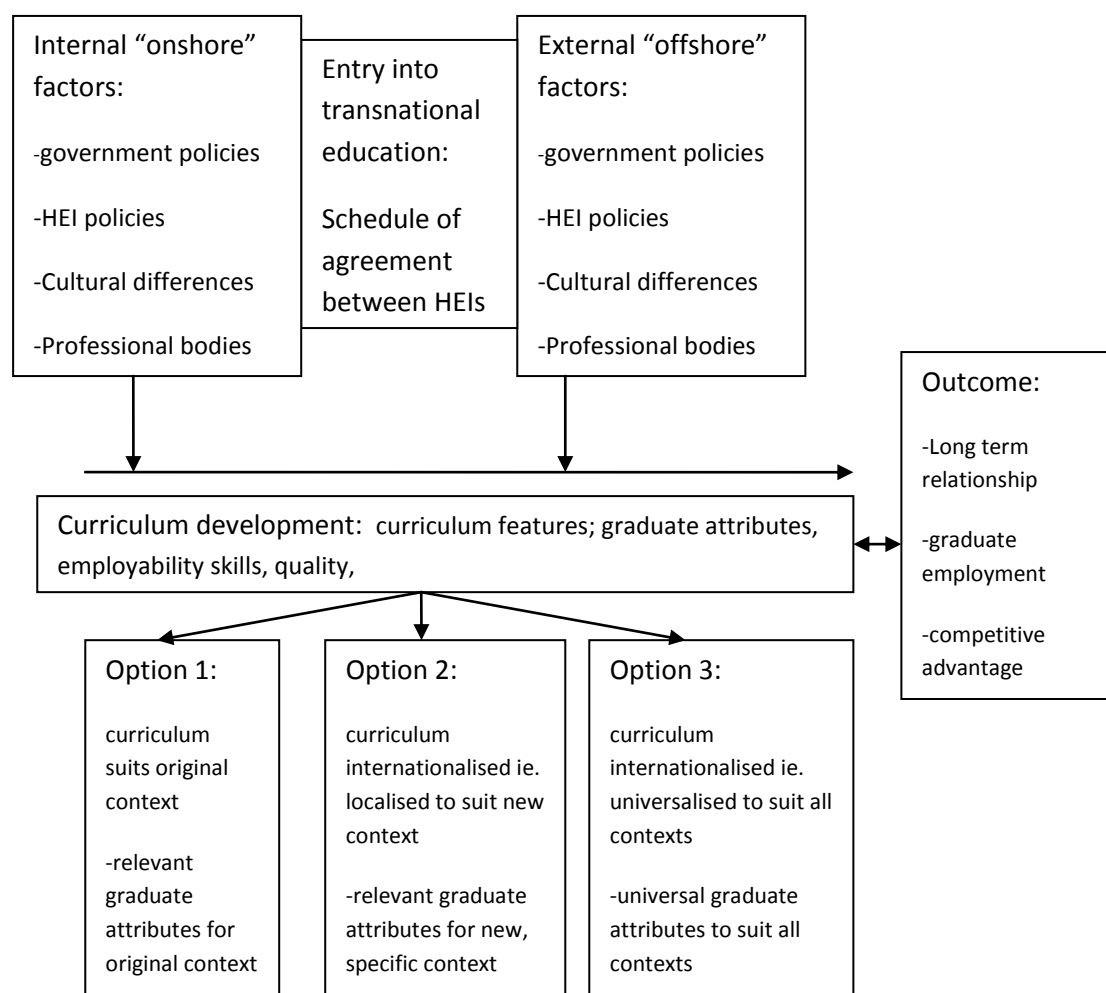 Internal “onshore”
factors:
-government policies
-HEI policies
-Cultural differences
-Professional bodies
Entry into
transnational
education:
Schedule of
agreement
between HEIs
External “offshore”
factors:
-government policies
-HEI policies
-Cultural differences
-Professional bodies
Outcome:
-Long term
relationship
-graduate
employment
-competitive
advantage
Curriculum development:  curriculum features; graduate attributes,
employability skills, quality,
Option 1:
curriculum
suits original
context
-relevant
graduate
attributes for
original context
Option 2:
curriculum
internationalised ie.
localised to suit new
context
-relevant graduate
attributes for new,
specific context
Option 3:
curriculum
internationalised ie.
universalised to suit all
contexts
-universal graduate
attributes to suit all
contexts